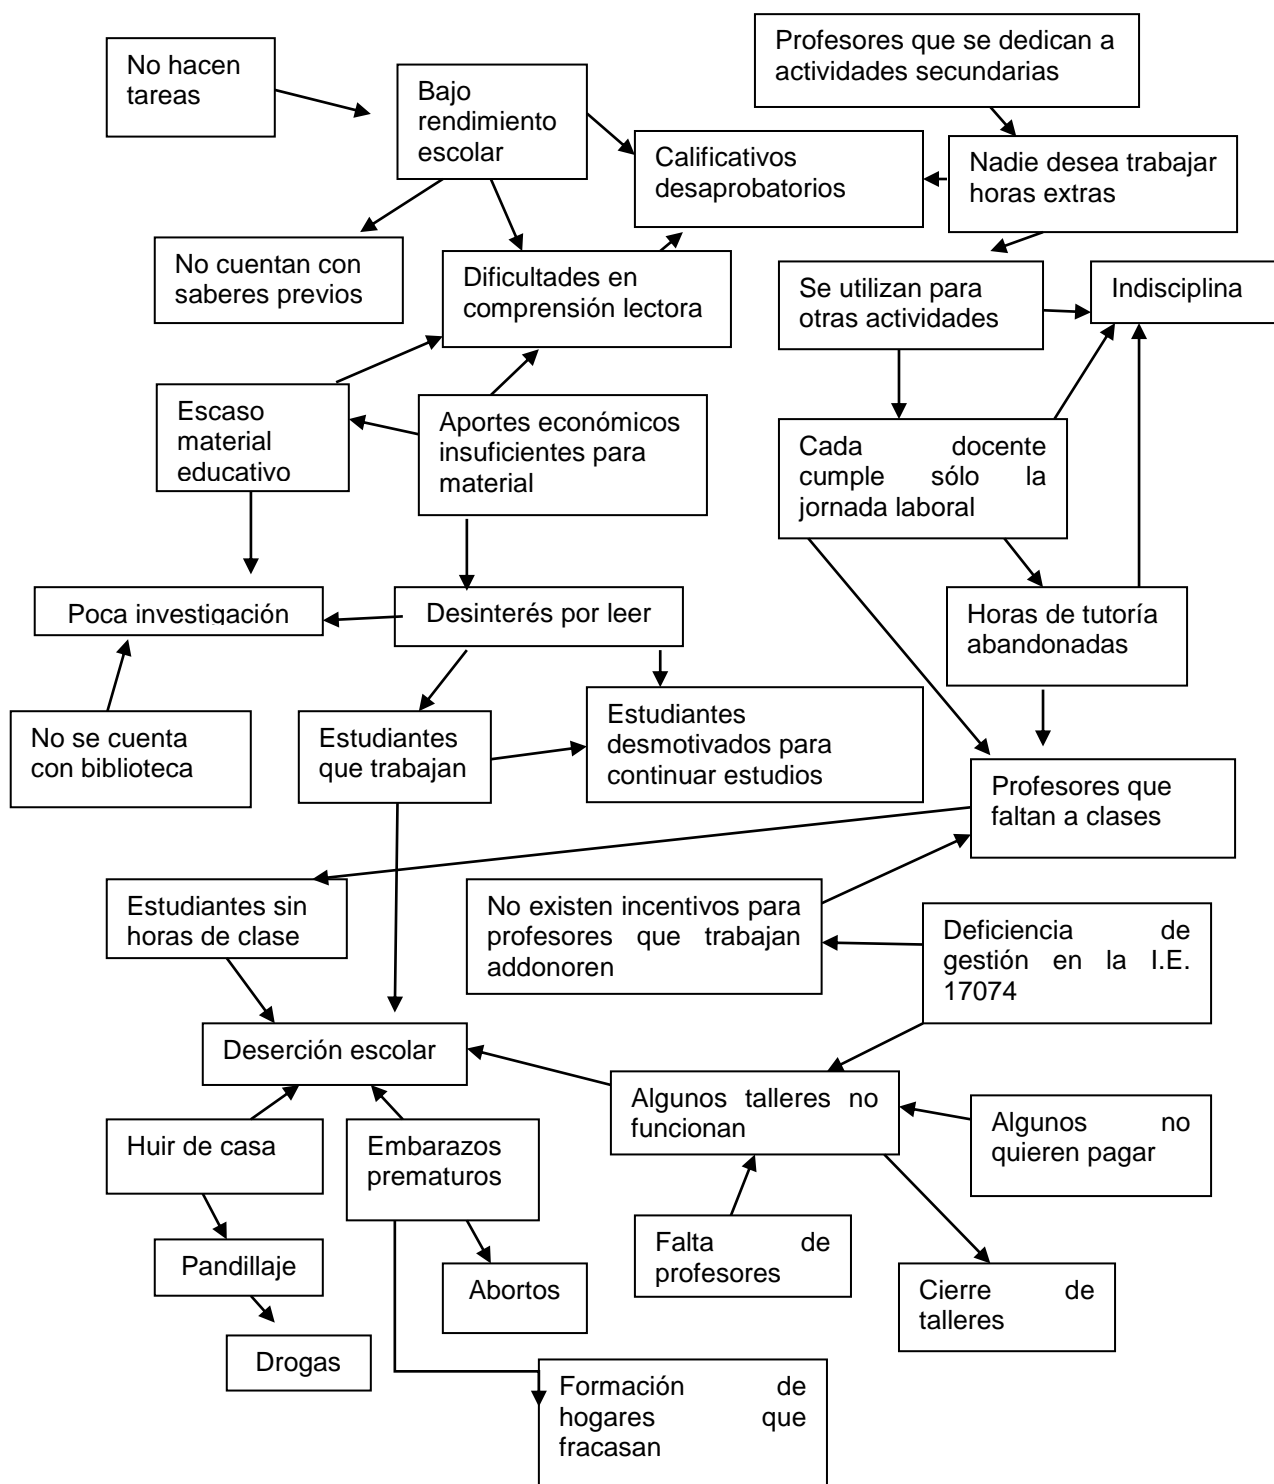 Profesores que se dedican a
actividades secundarias
No hacen
tareas
Bajo
rendimiento
escolar
Calificativos
desaprobatorios
Nadie desea trabajar
horas extras
No cuentan con
saberes previos
Dificultades en
comprensión lectora
Se utilizan para
otras actividades
Indisciplina
Escaso
material
educativo
Aportes económicos
insuficientes para
material
Cada docente
cumple sólo la
jornada laboral
Poca investigación
Desinterés por leer
Horas de tutoría
abandonadas
No se cuenta
con biblioteca
Estudiantes
que trabajan
Estudiantes
desmotivados para
continuar estudios
Profesores que
faltan a clases
Estudiantes sin
horas de clase
No existen incentivos para
profesores que trabajan
addonoren
Deficiencia de
gestión en la I.E.
17074
Deserción escolar
Algunos talleres no
funcionan
Algunos no
quieren pagar
Huir de casa
Embarazos
prematuros
Pandillaje
Abortos
Falta de
profesores
Cierre de
talleres
Drogas
Formación de
hogares que
fracasan